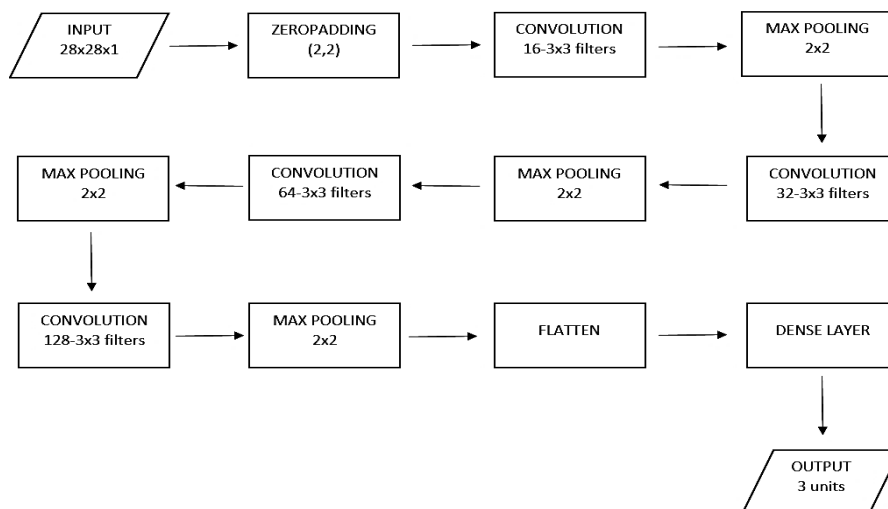 INPUT
28x28x1
ZEROPADDING
(2,2)
CONVOLUTION
16-3x3 filters
MAX POOLING
2x2
CONVOLUTION
32-3x3 filters
MAX POOLING
2x2
CONVOLUTION
64-3x3 filters
MAX POOLING
2x2
CONVOLUTION
128-3x3 filters
MAX POOLING
2x2
FLATTEN
DENSE LAYER
OUTPUT
3 units